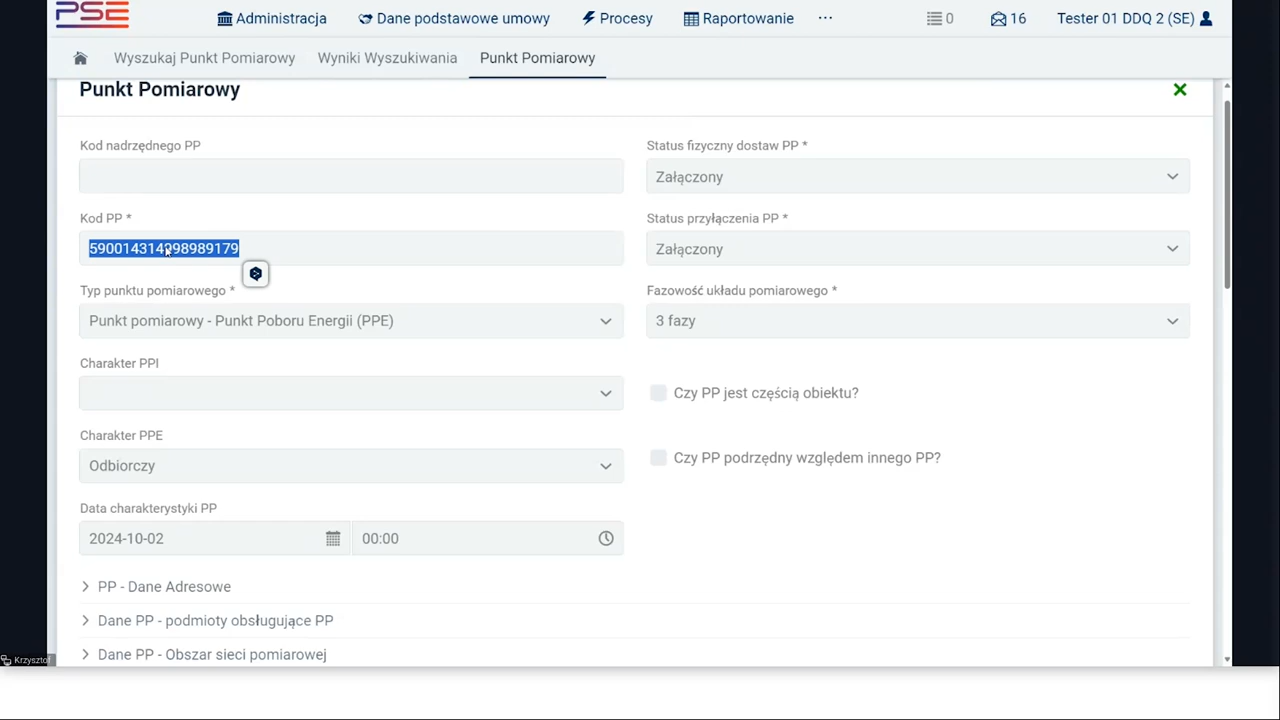 PSE
Administracja Dane podstawowe umowy Procesy Raportowanie ... 0 16 Tester 01 DDQ 2 (SE)
Wyszukaj Punkt Pomiarowy Wyniki Wyszukiwania Punkt Pomiarowy
Punkt Pomiarowy
Kod nadrzędnego PP
Status fizyczny dostaw PP *
Załączony
Kod PP *
Status przyłączenia PP *
590014314298989179
Załączony
Typ punktu pomiarowego *
Fazowość układu pomiarowego *
Punkt pomiarowy - Punkt Poboru Energii (PPE)
3 fazy
Charakter PPI
Czy PP jest częścią obiektu?
Charakter PPE
Odbiorczy
Czy PP podrzędny względem innego PP?
Data charakterystyki PP
2024-10-02 00:00
PP - Dane Adresowe
Dane PP - podmioty obsługujące PP
Dane PP - Obszar sieci pomiarowej
Krzysztof